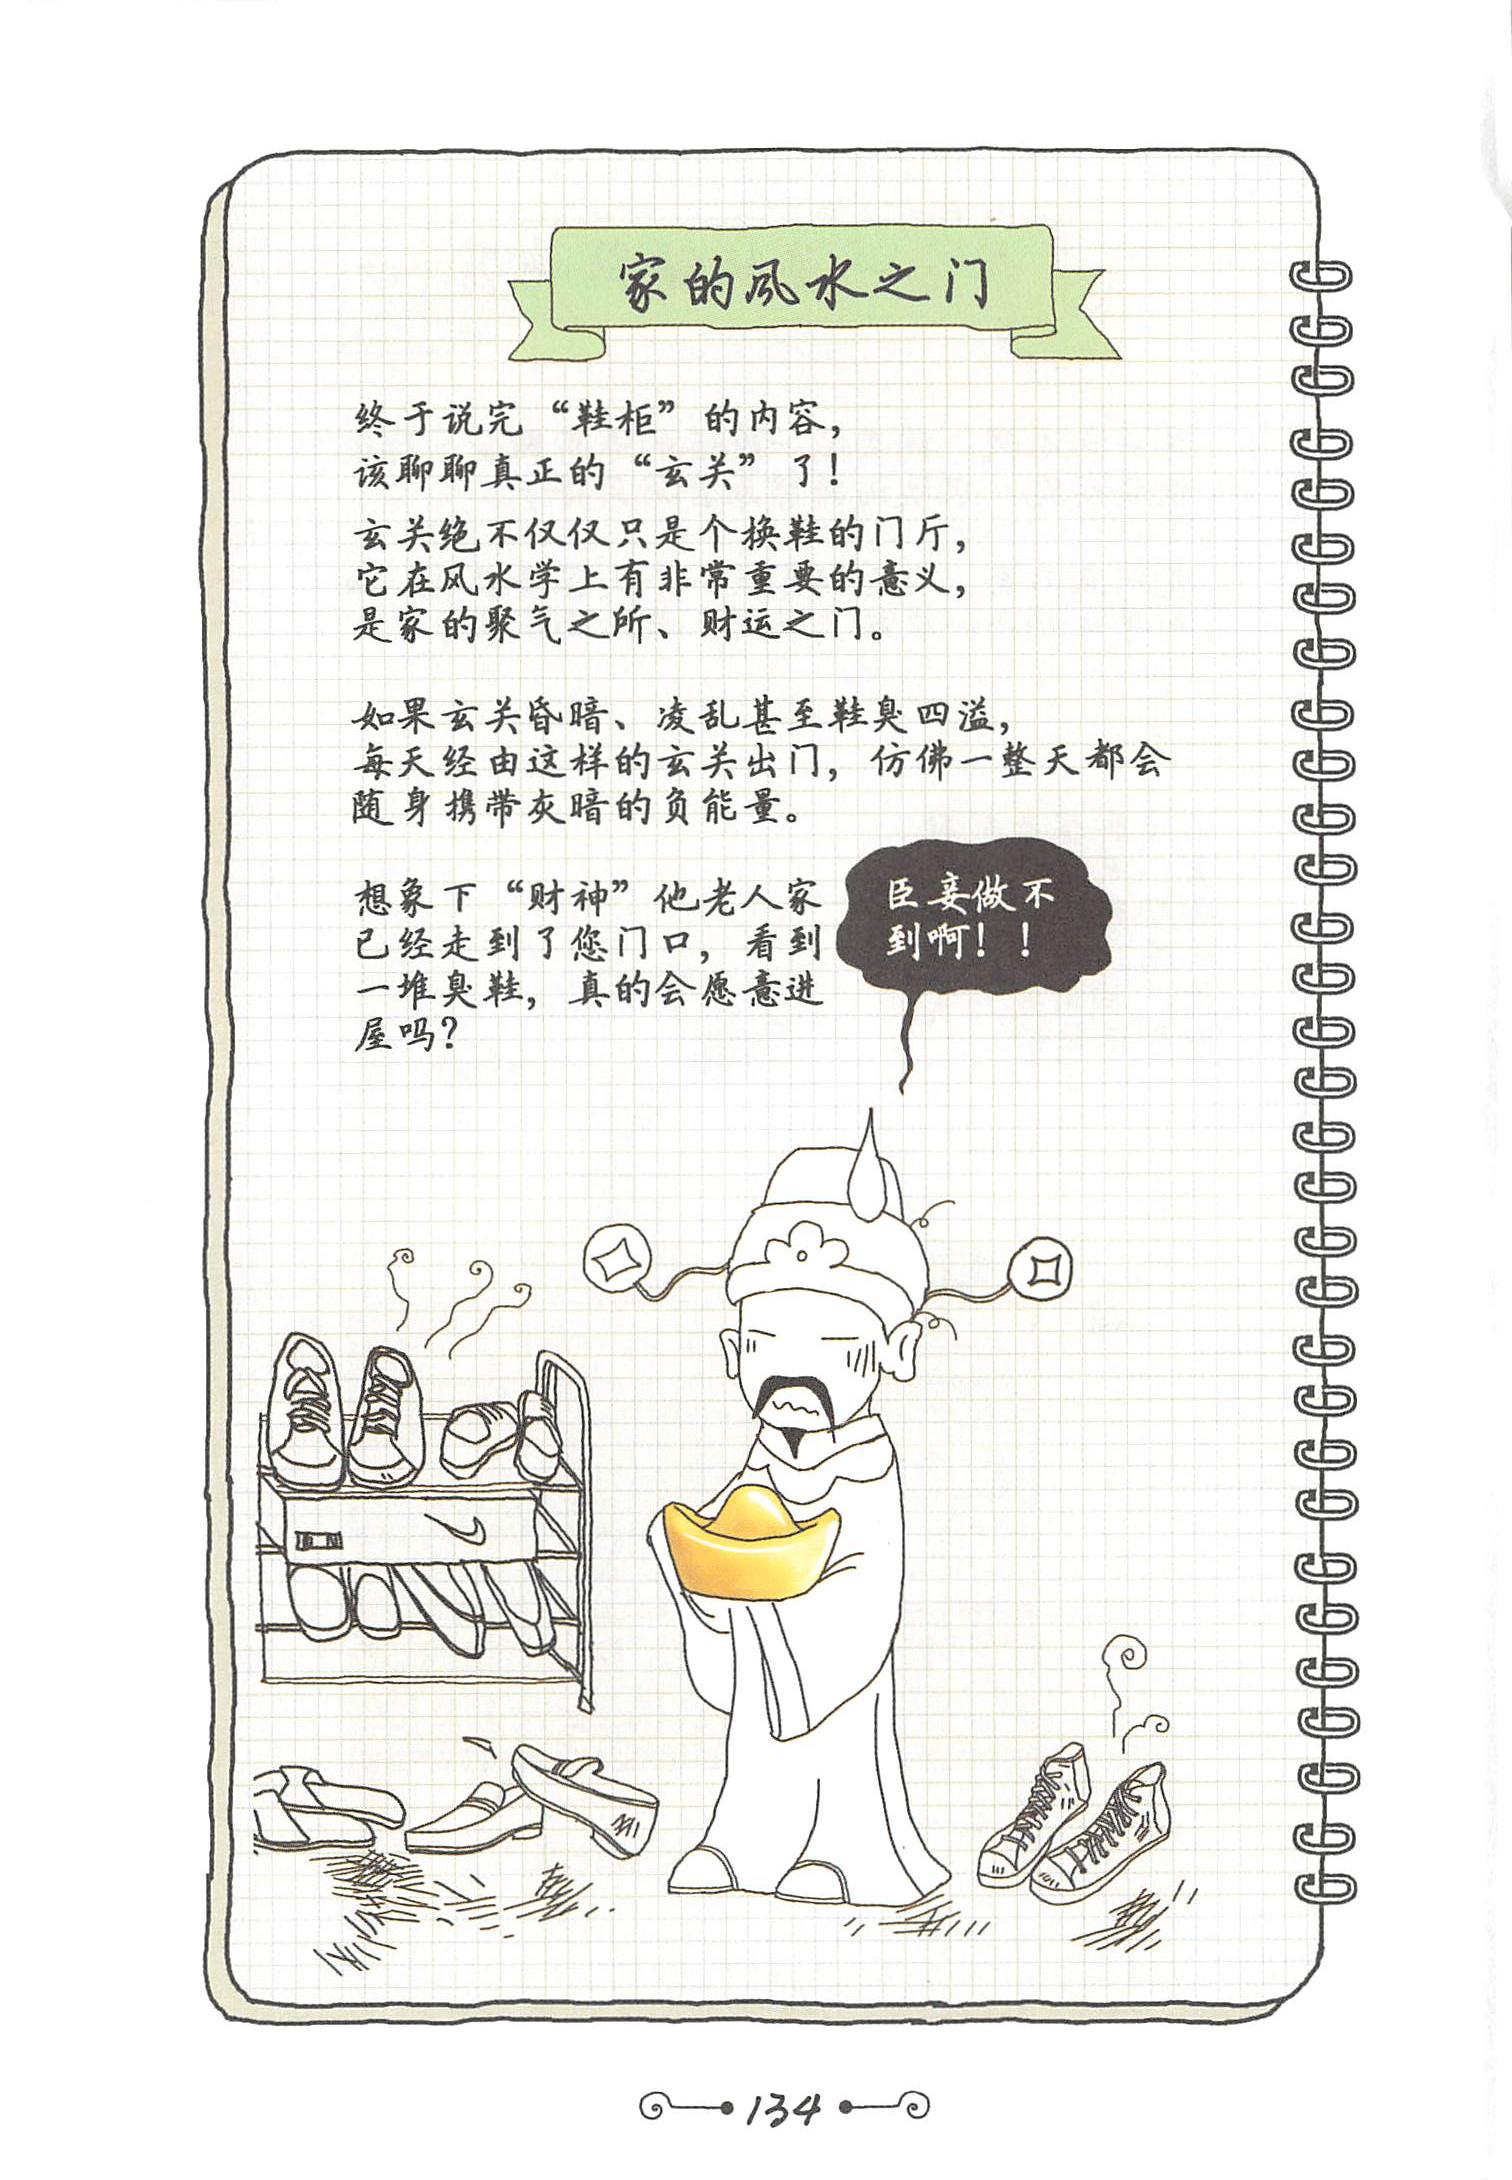 家的风水之门
终于说完“鞋柜”的内容，
该聊聊真正的“玄关”了！
玄关绝不仅仅只是个换鞋的门厅，
它在风水学上有非常重要的意义，
是家的聚气之所、财运之门。
如果玄关昏暗、凌乱甚至鞋臭四溢，
每天经由这样的玄关出门，仿佛一整天都会
随身携带灰暗的负能量。
想象下“财神”他老人家
已经走到了您门口，看到
一堆臭鞋，真的会愿意进
屋吗？
臣妾做不
到啊！！
134